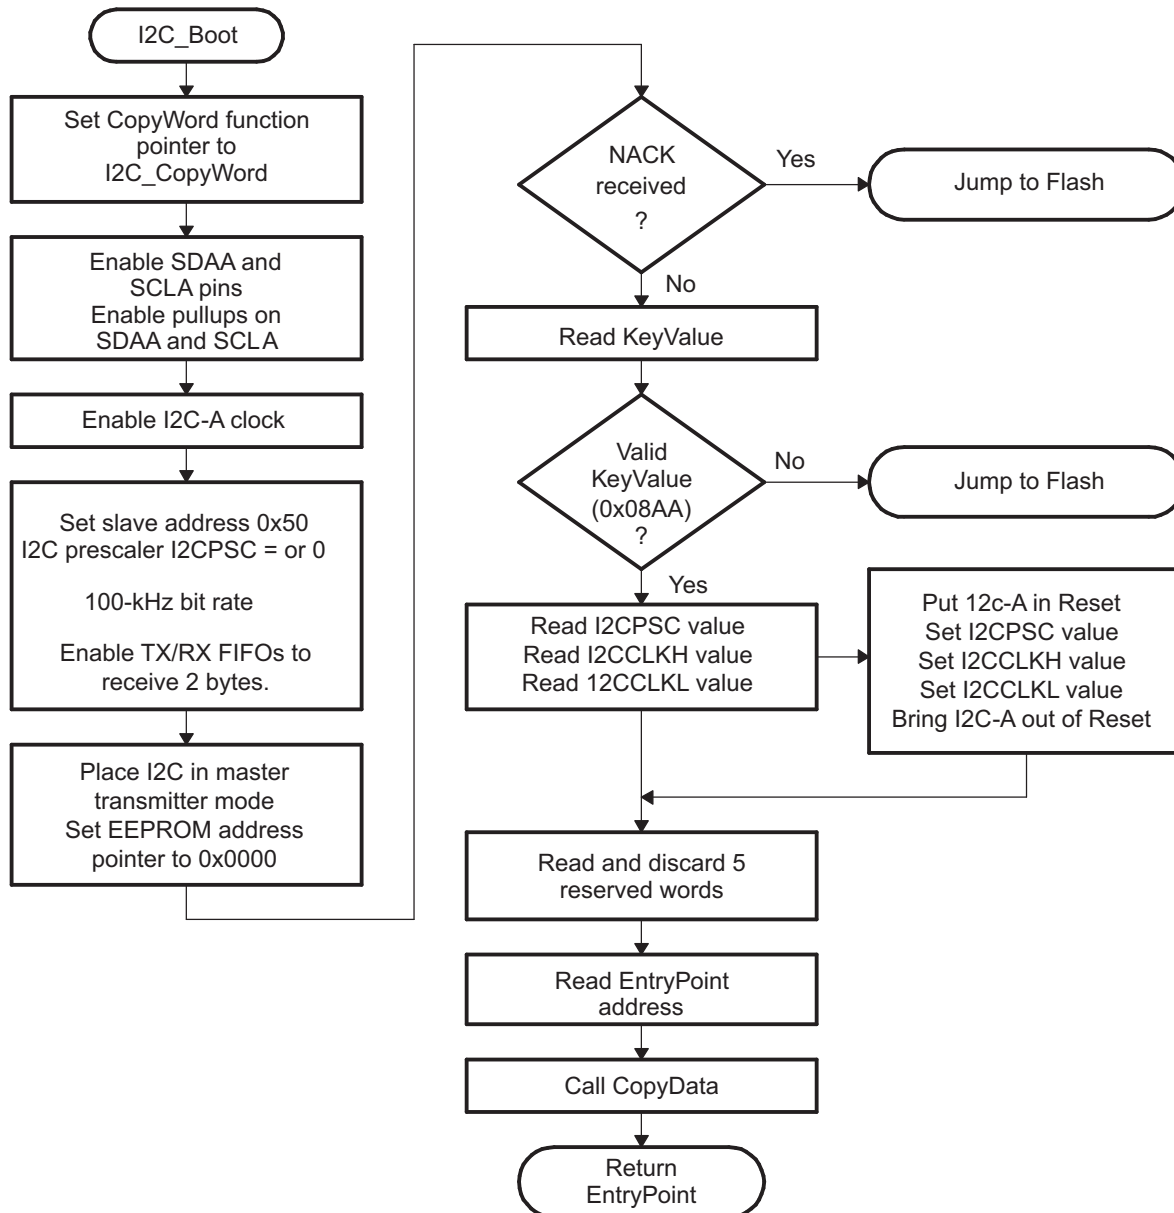 I2C_Boot
Set CopyWord function
pointer to
I2C_CopyWord
Enable SDAA and
SCLA pins
Enable pullups on
SDAA and SCLA
Enable I2C-A clock
Set slave address 0x50
I2C prescaler I2CPSC = or 0
100-kHz bit rate
Enable TX/RX FIFOs to
receive 2 bytes.
Place I2C in master
transmitter mode
Set EEPROM address
pointer to 0x0000
NACK
received
?
Yes
Jump to Flash
No
Read KeyValue
Valid
KeyValue
(0x08AA)
?
No
Jump to Flash
Yes
Read I2CPSC value
Read I2CCLKH value
Read 12CCLKL value
Put 12c-A in Reset
Set I2CPSC value
Set I2CCLKH value
Set I2CCLKL value
Bring I2C-A out of Reset
Read and discard 5
reserved words
Read EntryPoint
address
Call CopyData
Return
EntryPoint